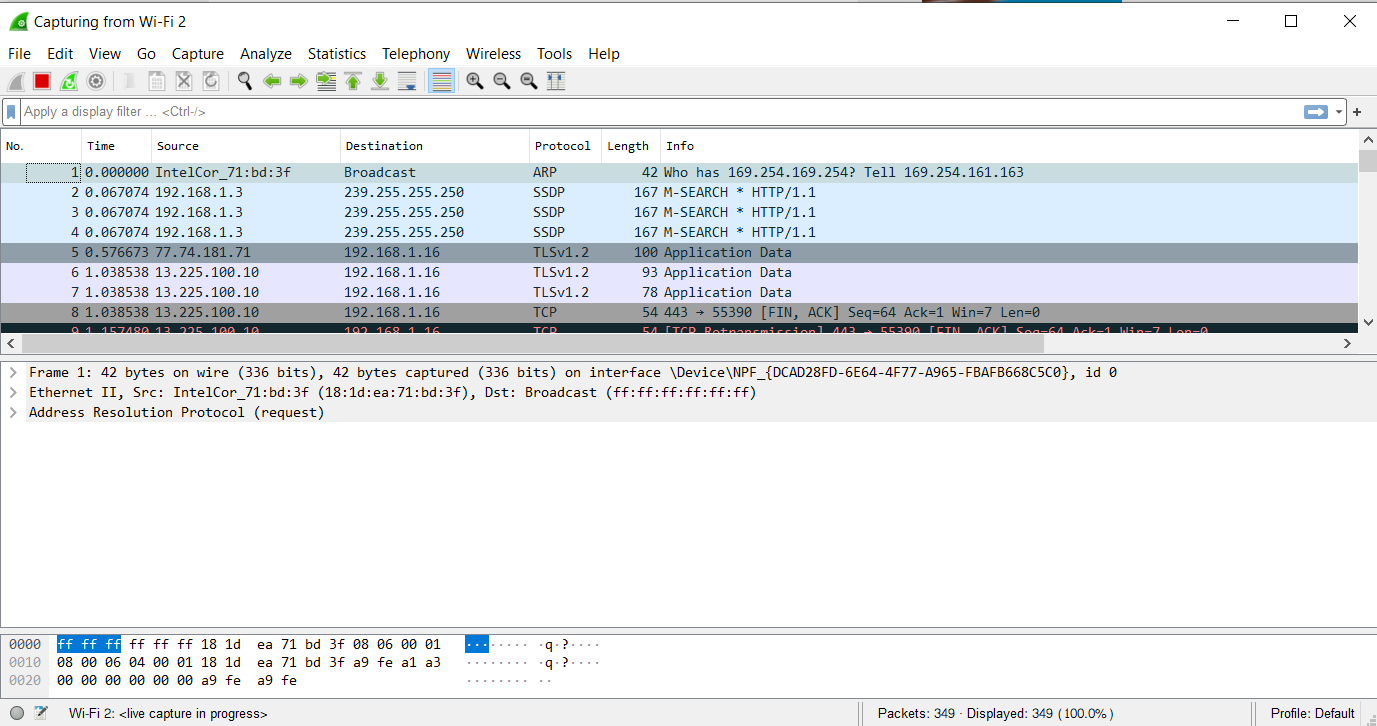 Capturing from Wi-Fi 2
File Edit View Go Capture Analyze Statistics Telephony Wireless Tools Help
Apply a display filter … <Ctrl-/>
No. Time Source Destination Protocol Length Info
1 0.000000 IntelCor_71:bd:3f Broadcast ARP 42 Who has 169.254.169.254? Tell 169.254.161.163
2 0.067074 192.168.1.3 239.255.255.250 SSDP 167 M-SEARCH * HTTP/1.1
3 0.067074 192.168.1.3 239.255.255.250 SSDP 167 M-SEARCH * HTTP/1.1
4 0.067074 192.168.1.3 239.255.255.250 SSDP 167 M-SEARCH * HTTP/1.1
5 0.576673 77.74.181.71 192.168.1.16 TLSv1.2 100 Application Data
6 1.038538 13.225.100.10 192.168.1.16 TLSv1.2 93 Application Data
7 1.038538 13.225.100.10 192.168.1.16 TLSv1.2 78 Application Data
8 1.038538 13.225.100.10 192.168.1.16 TCP 54 443 → 55390 [FIN, ACK] Seq=64 Ack=1 Win=7 Len=0
9 1.157480 13.225.100.10 192.168.1.16 TCP 54 [TCP Retransmission] 443 → 55390 [FIN, ACK] Seq=64 Ack=1 Win=7 Len=0
Frame 1: 42 bytes on wire (336 bits), 42 bytes captured (336 bits) on interface \Device\NPF_{DCAD28FD-6E64-4F77-A965-FBAFB668C5C0}, id 0
Ethernet II, Src: IntelCor_71:bd:3f (18:1d:ea:71:bd:3f), Dst: Broadcast (ff:ff:ff:ff:ff:ff)
Address Resolution Protocol (request)
0000 ff ff ff ff ff ff 18 1d ea 71 bd 3f 08 06 00 01 ········ ·q·?····
0010 08 00 06 04 00 01 18 1d ea 71 bd 3f a9 fe a1 a3 ········ ·q·?····
0020 00 00 00 00 00 00 a9 fe a9 fe ········ ··
Wi-Fi 2: <live capture in progress> Packets: 349 · Displayed: 349 (100.0%) Profile: Default